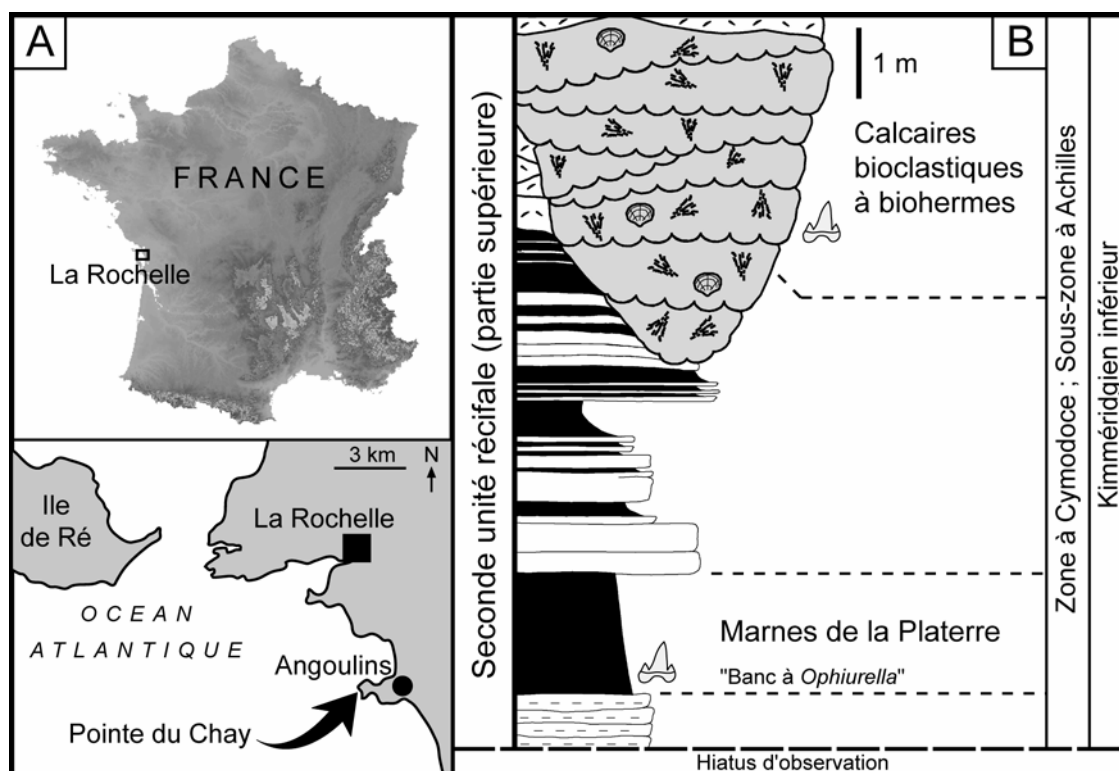 A
FRANCE
La Rochelle
3 km
N
Ile
de Ré
La Rochelle
OCEAN
ATLANTIQUE
Angoulins
Pointe du Chay
B
1 m
Seconde unité récifale (partie supérieure)
Calcaires
bioclastiques
à biohermes
Marnes de la Platerre
"Banc à Ophiurella"
Zone à Cymodoce ; Sous-zone à Achilles
Kimméridgien inférieur
Hiatus d'observation